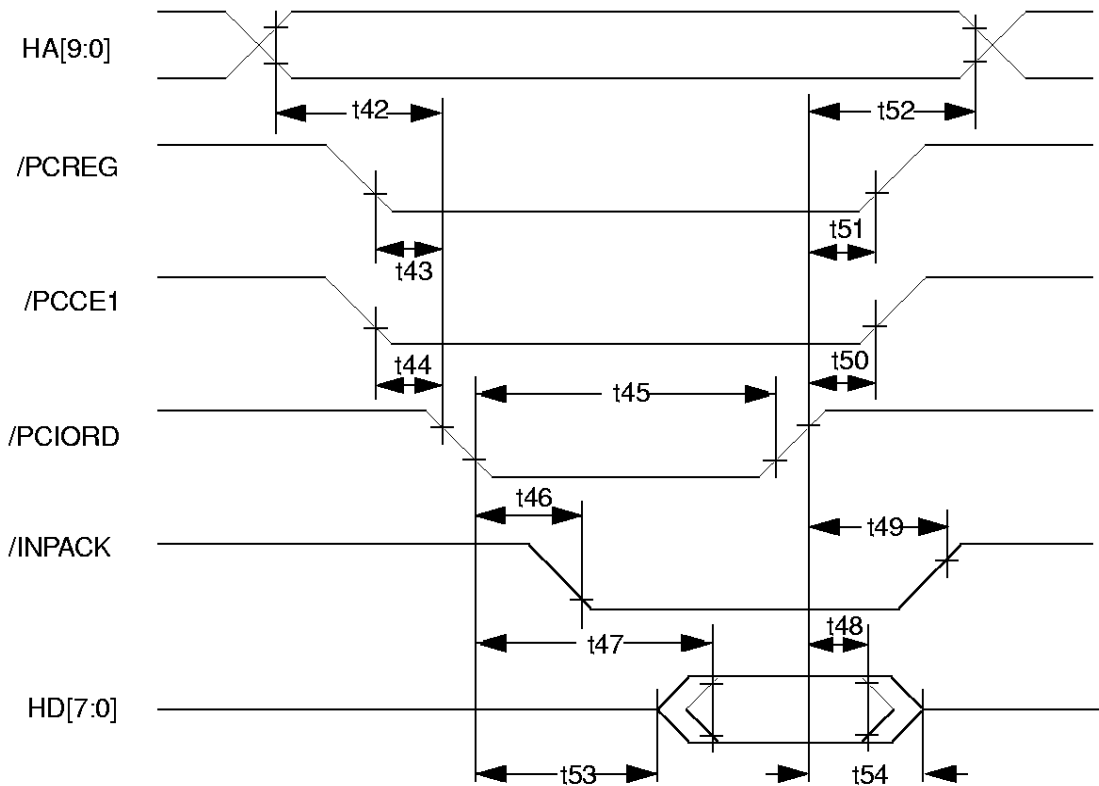 HA[9:0]
t42
t52
/PCREG
t51
t43
/PCCE1
t44
t50
t45
/PCIORD
t46
t49
/INPACK
t47
t48
HD[7:0]
t53
t54